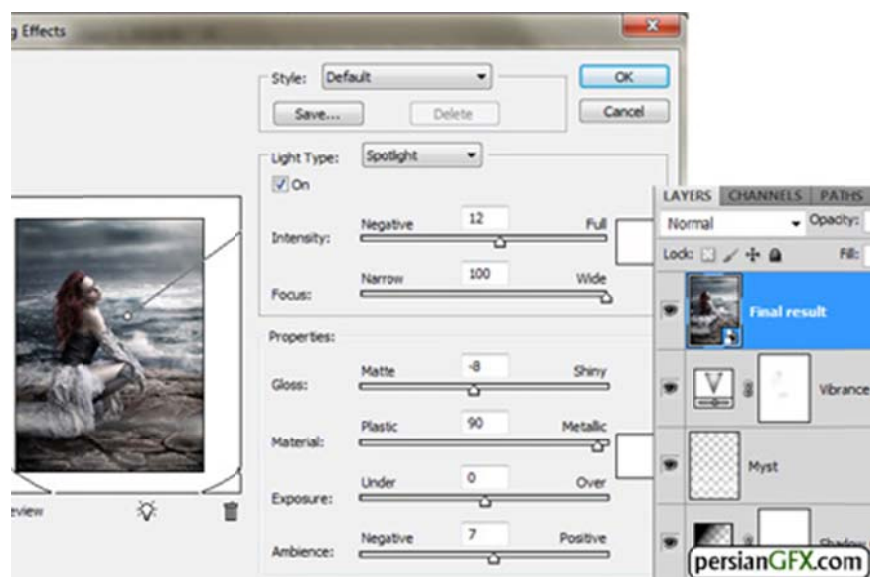 g Effects
Style: Default
OK
Save...
Delete
Cancel
Light Type: Spotlight
On
Intensity: Negative 12 Full
Focus: Narrow 100 Wide
Properties:
Gloss: Matte -8 Shiny
Material: Plastic 90 Metallic
Exposure: Under 0 Over
Ambience: Negative 7 Positive
eview
LAYERS CHANNELS PATHS
Normal Opacity:
Lock: Fill:
Final result
Vibrance
Myst
Shadow
persianGFX.com